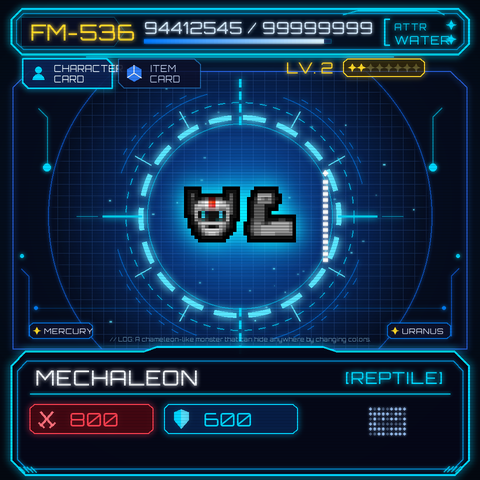 FM-536
94412545 / 99999999
ATTR
WATER
CHARACTER
CARD
ITEM
CARD
LV.2
MERCURY
URANUS
// LOG: A chameleon-like monster that can hide anywhere by changing colors.
MECHALEON
[REPTILE]
800
600